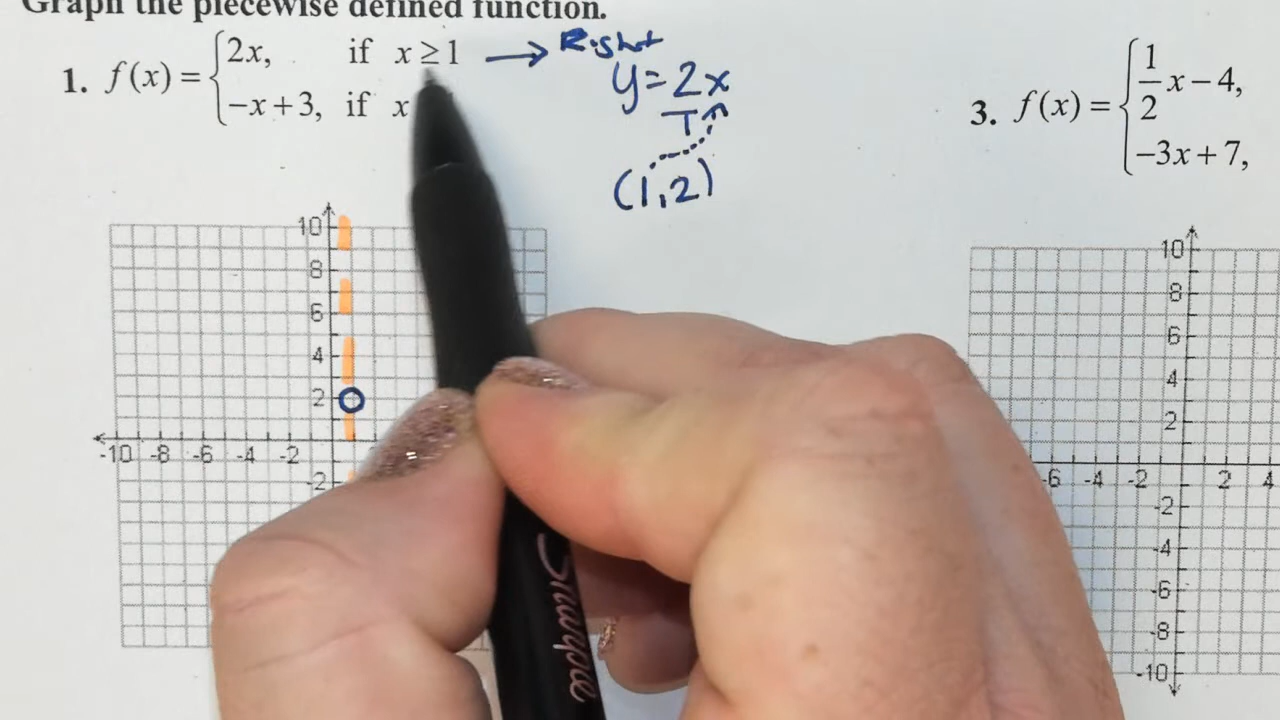 Graph the piecewise defined function.
1. f(x) = { 2x, if x ≥ 1
−x + 3, if x
→ Right
y = 2x
(1,2)
3. f(x) = { 1/2 x − 4,
−3x + 7,
10
8
6
4
2
-10 -8 -6 -4 -2
-2
10
8
6
4
2
-6 -4 -2 2 4
-2
-4
-6
-8
-10
Sharpie